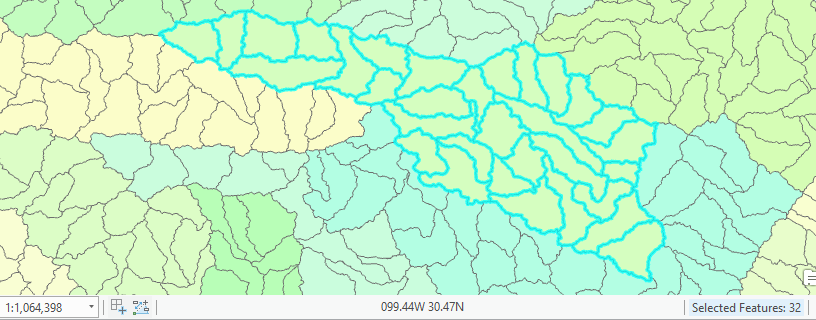 1:1,064,398
099.44W 30.47N
Selected Features: 32